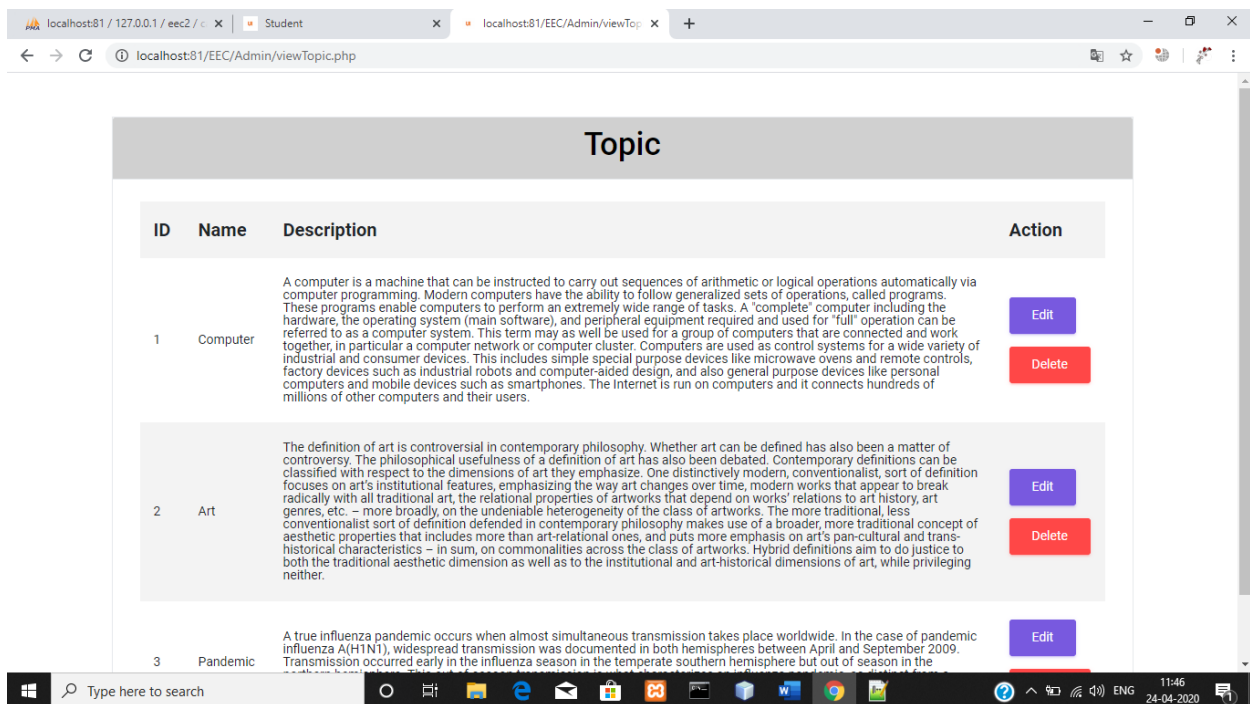 localhost:81 / 127.0.0.1 / eec2 /
Student
localhost:81/EEC/Admin/viewTop
localhost:81/EEC/Admin/viewTopic.php
Topic
ID Name Description Action
A computer is a machine that can be instructed to carry out sequences of arithmetic or logical operations automatically via
computer programming. Modern computers have the ability to follow generalized sets of operations, called programs.
These programs enable computers to perform an extremely wide range of tasks. A "complete" computer including the
hardware, the operating system (main software), and peripheral equipment required and used for "full" operation can be
referred to as a computer system. This term may as well be used for a group of computers that are connected and work
together, in particular a computer network or computer cluster. Computers are used as control systems for a wide variety of
industrial and consumer devices. This includes simple special purpose devices like microwave ovens and remote controls,
factory devices such as industrial robots and computer-aided design, and also general purpose devices like personal
computers and mobile devices such as smartphones. The Internet is run on computers and it connects hundreds of
millions of other computers and their users.
1 Computer
Edit
Delete
The definition of art is controversial in contemporary philosophy. Whether art can be defined has also been a matter of
controversy. The philosophical usefulness of a definition of art has also been debated. Contemporary definitions can be
classified with respect to the dimensions of art they emphasize. One distinctively modern, conventionalist, sort of definition
focuses on art's institutional features, emphasizing the way art changes over time, modern works that appear to break
radically with all traditional art, the relational properties of artworks that depend on works' relations to art history, art
genres, etc. – more broadly, on the undeniable heterogeneity of the class of artworks. The more traditional, less
conventionalist sort of definition defended in contemporary philosophy makes use of a broader, more traditional concept of
aesthetic properties that includes more than art-relational ones, and puts more emphasis on art's pan-cultural and trans-
historical characteristics – in sum, on commonalities across the class of artworks. Hybrid definitions aim to do justice to
both the traditional aesthetic dimension as well as to the institutional and art-historical dimensions of art, while privileging
neither.
2 Art
Edit
Delete
A true influenza pandemic occurs when almost simultaneous transmission takes place worldwide. In the case of pandemic
influenza A(H1N1), widespread transmission was documented in both hemispheres between April and September 2009.
Transmission occurred early in the influenza season in the temperate southern hemisphere but out of season in the
3 Pandemic
Edit
Type here to search
ENG
11:46
24-04-2020